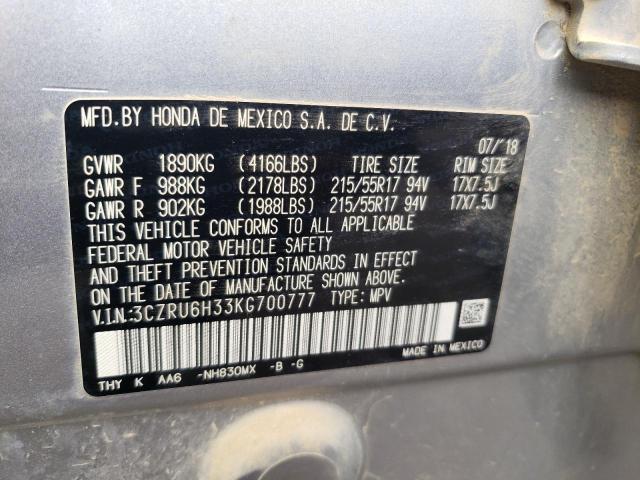 MFD.BY HONDA DE MEXICO S.A. DE C.V.
07/'18
GVWR 1890KG (4166LBS) TIRE SIZE RIM SIZE
GAWR F 988KG (2178LBS) 215/55R17 94V 17X7.5J
GAWR R 902KG (1988LBS) 215/55R17 94V 17X7.5J
THIS VEHICLE CONFORMS TO ALL APPLICABLE
FEDERAL MOTOR VEHICLE SAFETY
AND THEFT PREVENTION STANDARDS IN EFFECT
ON THE DATE OF MANUFACTURE SHOWN ABOVE.
V.I.N:3CZRU6H33KG700777 TYPE: MPV
MADE IN MEXICO
THY K AA6 -NH830MX -B -G